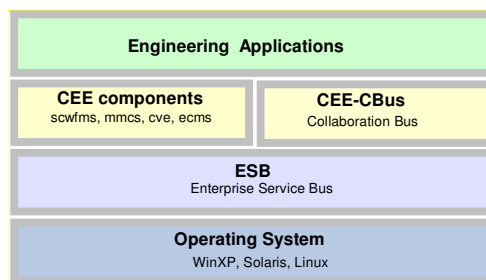 Engineering Applications
CEE components
scwfms, mmcs, cve, ecms
CEE-CBus
Collaboration Bus
ESB
Enterprise Service Bus
Operating System
WinXP, Solaris, Linux